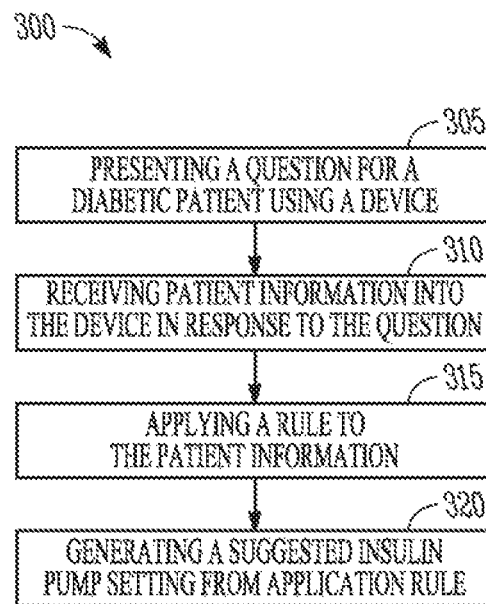 300
305
PRESENTING A QUESTION FOR A
DIABETIC PATIENT USING A DEVICE
310
RECEIVING PATIENT INFORMATION INTO
THE DEVICE IN RESPONSE TO THE QUESTION
315
APPLYING A RULE TO
THE PATIENT INFORMATION
320
GENERATING A SUGGESTED INSULIN
PUMP SETTING FROM APPLICATION RULE